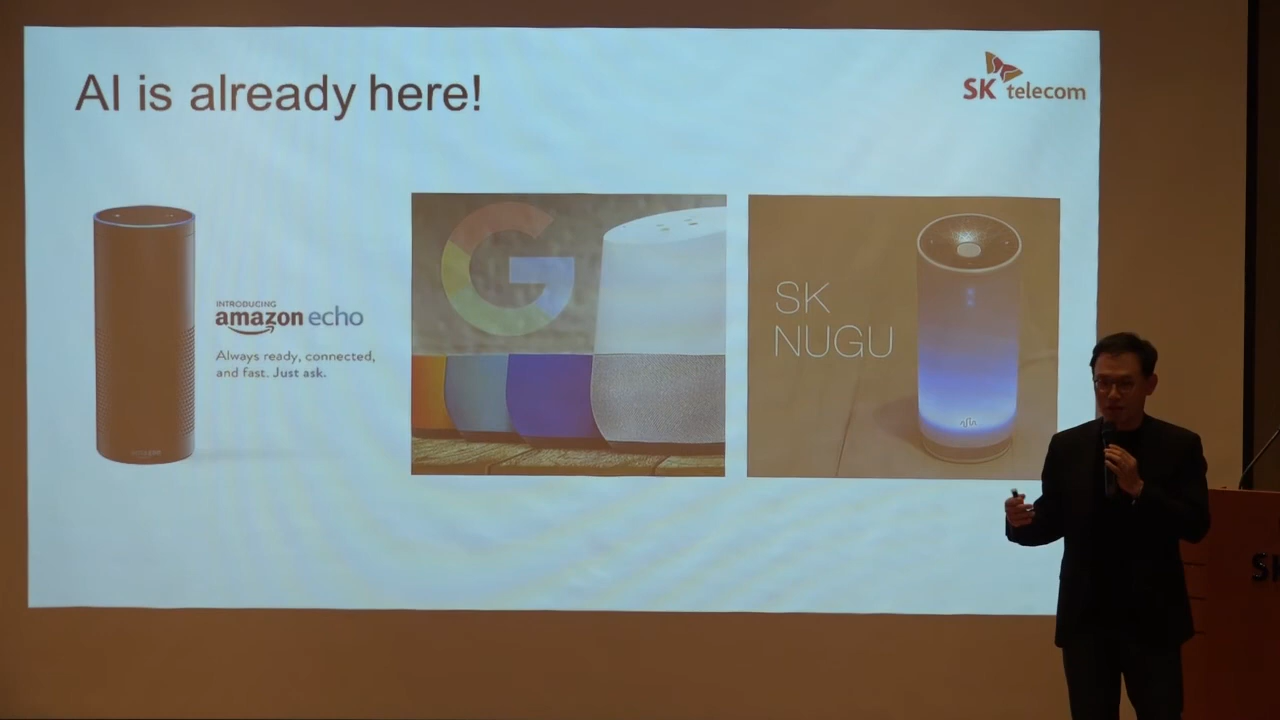 AI is already here!
SK telecom
INTRODUCING
amazon echo
Always ready, connected,
and fast. Just ask.
G
SK
NUGU